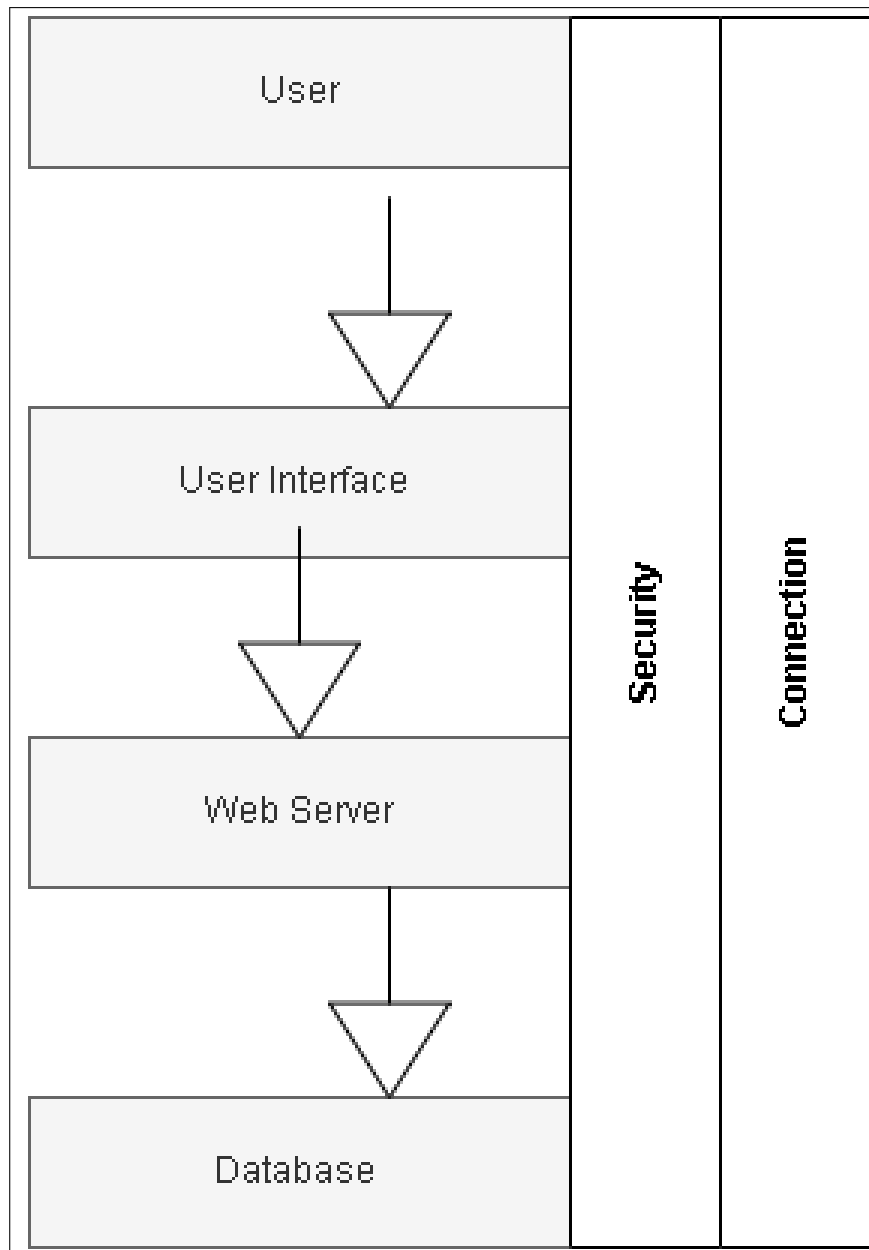 User
User Interface
Web Server
Database
Security
Connection